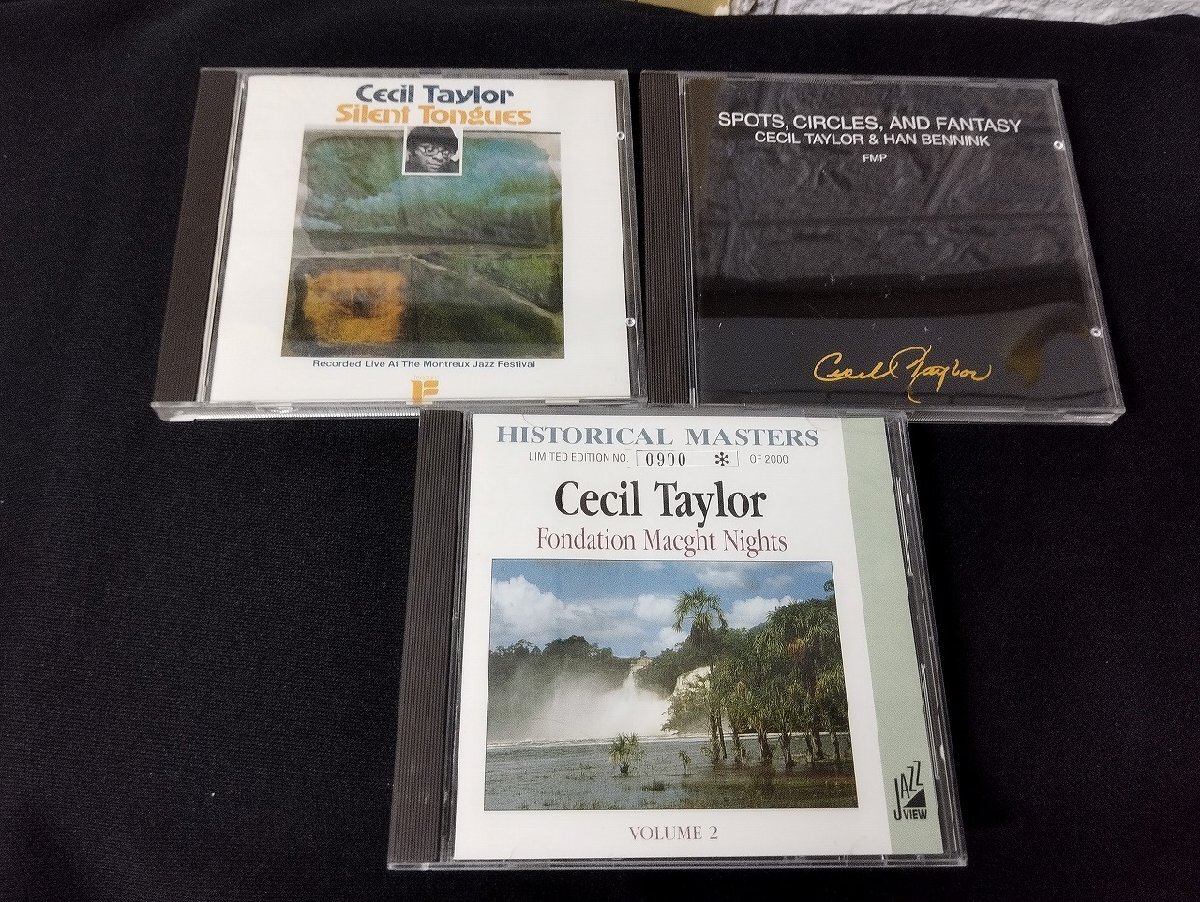 Cecil Taylor
Silent Tongues
Recorded Live At The Montreux Jazz Festival
SPOTS, CIRCLES, AND FANTASY
CECIL TAYLOR & HAN BENNINK
FMP
Cecil Taylor
HISTORICAL MASTERS
LIMITED EDITION NO. 0900 * OF 2000
Cecil Taylor
Fondation Maeght Nights
VOLUME 2
JAZZ
VIEW